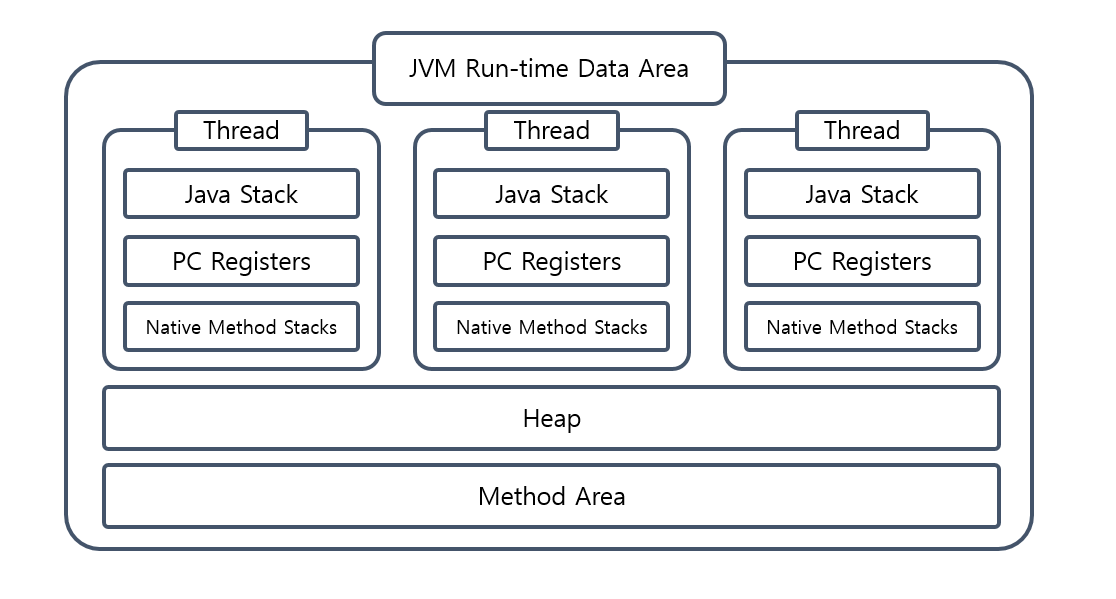 JVM Run-time Data Area
Thread
Java Stack
PC Registers
Native Method Stacks
Thread
Java Stack
PC Registers
Native Method Stacks
Thread
Java Stack
PC Registers
Native Method Stacks
Heap
Method Area